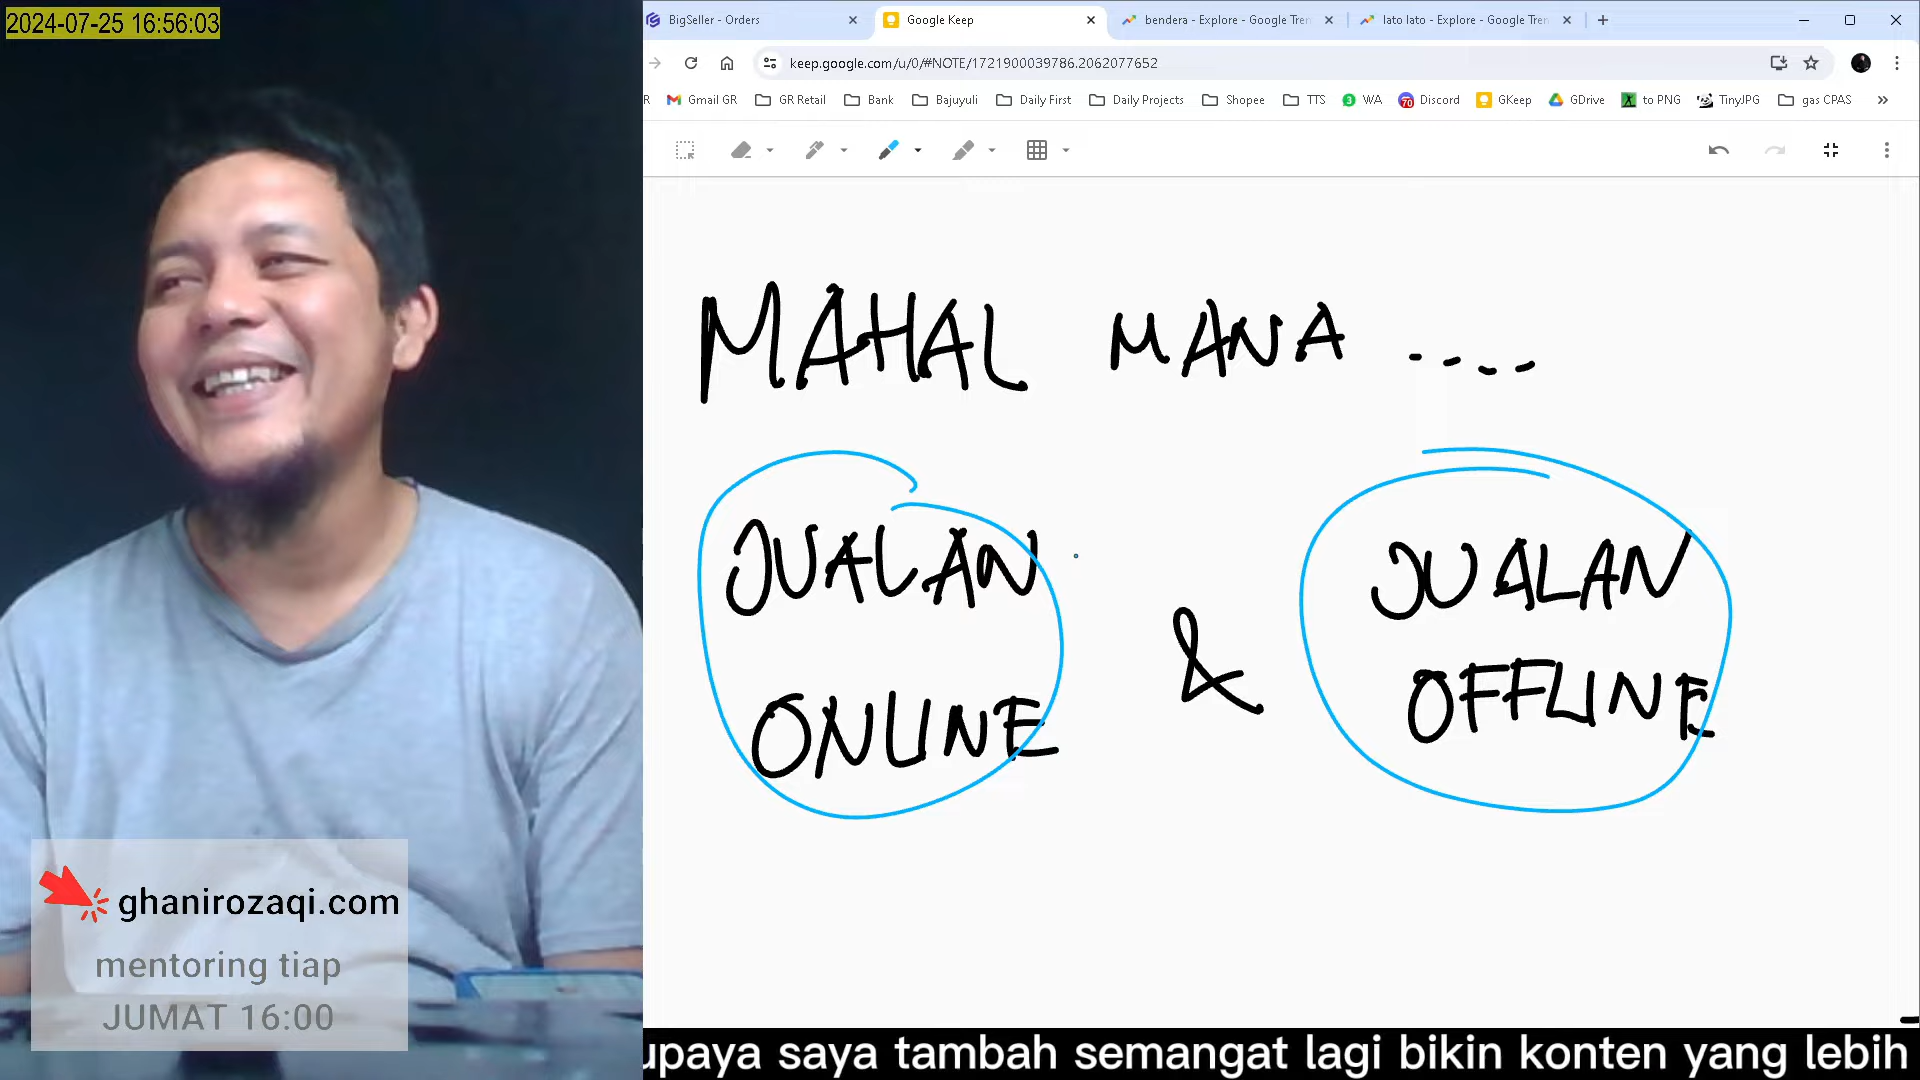 2024-07-25 16:56:03
BigSeller - Orders
Google Keep
bendera - Explore - Google Tren
lato lato - Explore - Google Tren
keep.google.com/u/0/#NOTE/1721900039786.2062077652
R Gmail GR GR Retail Bank Bajuyuli Daily First Daily Projects Shopee TTS 3 WA 70 Discord GKeep GDrive to PNG TinyJPG gas CPAS »
MAHAL MANA ....
JUALAN
ONLINE
&
JUALAN
OFFLINE
ghanirozaqi.com
mentoring tiap
JUMAT 16:00
upaya saya tambah semangat lagi bikin konten yang lebih